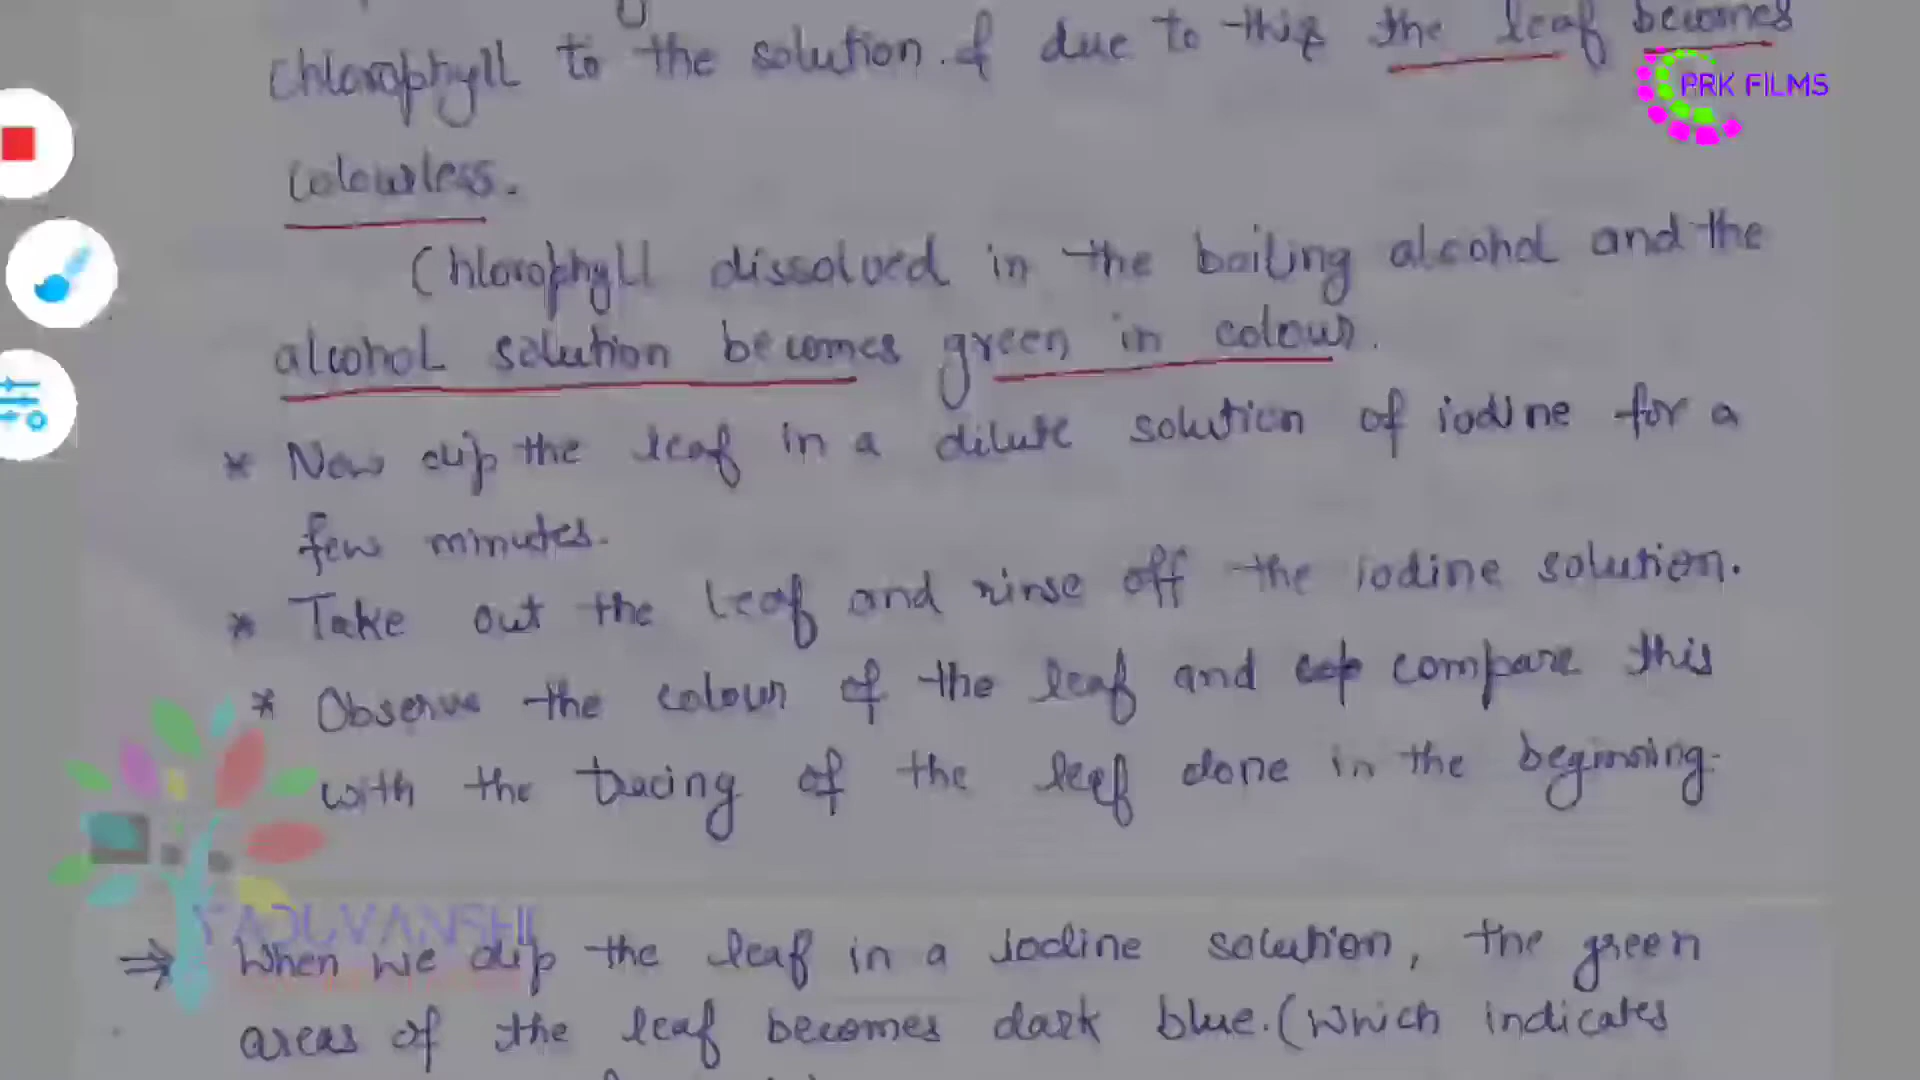 chlorophyll to the solution. & due to this the leaf becomes
PRK FILMS
colourless.
Chlorophyll dissolved in the boiling alcohol and the
alcohol solution becomes green in colour.
* Now dip the leaf in a dilute solution of iodine for a
few minutes.
* Take out the leaf and rinse off the iodine solution.
* Observe the colour of the leaf and compare this
with the tracing of the leaf done in the beginning.
YADUVANSHI
⇒ When we dip the leaf in a iodine solution, the green
areas of the leaf becomes dark blue. (Which indicates